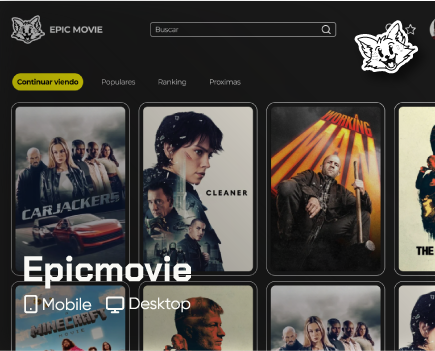 EPIC MOVIE
Buscar
Continuar viendo
Populares
Ranking
Proximas
CARJACKERS
CLEANER
WORKING
MAN
THE
Epicmovie
Mobile
Desktop
MINECRAFT